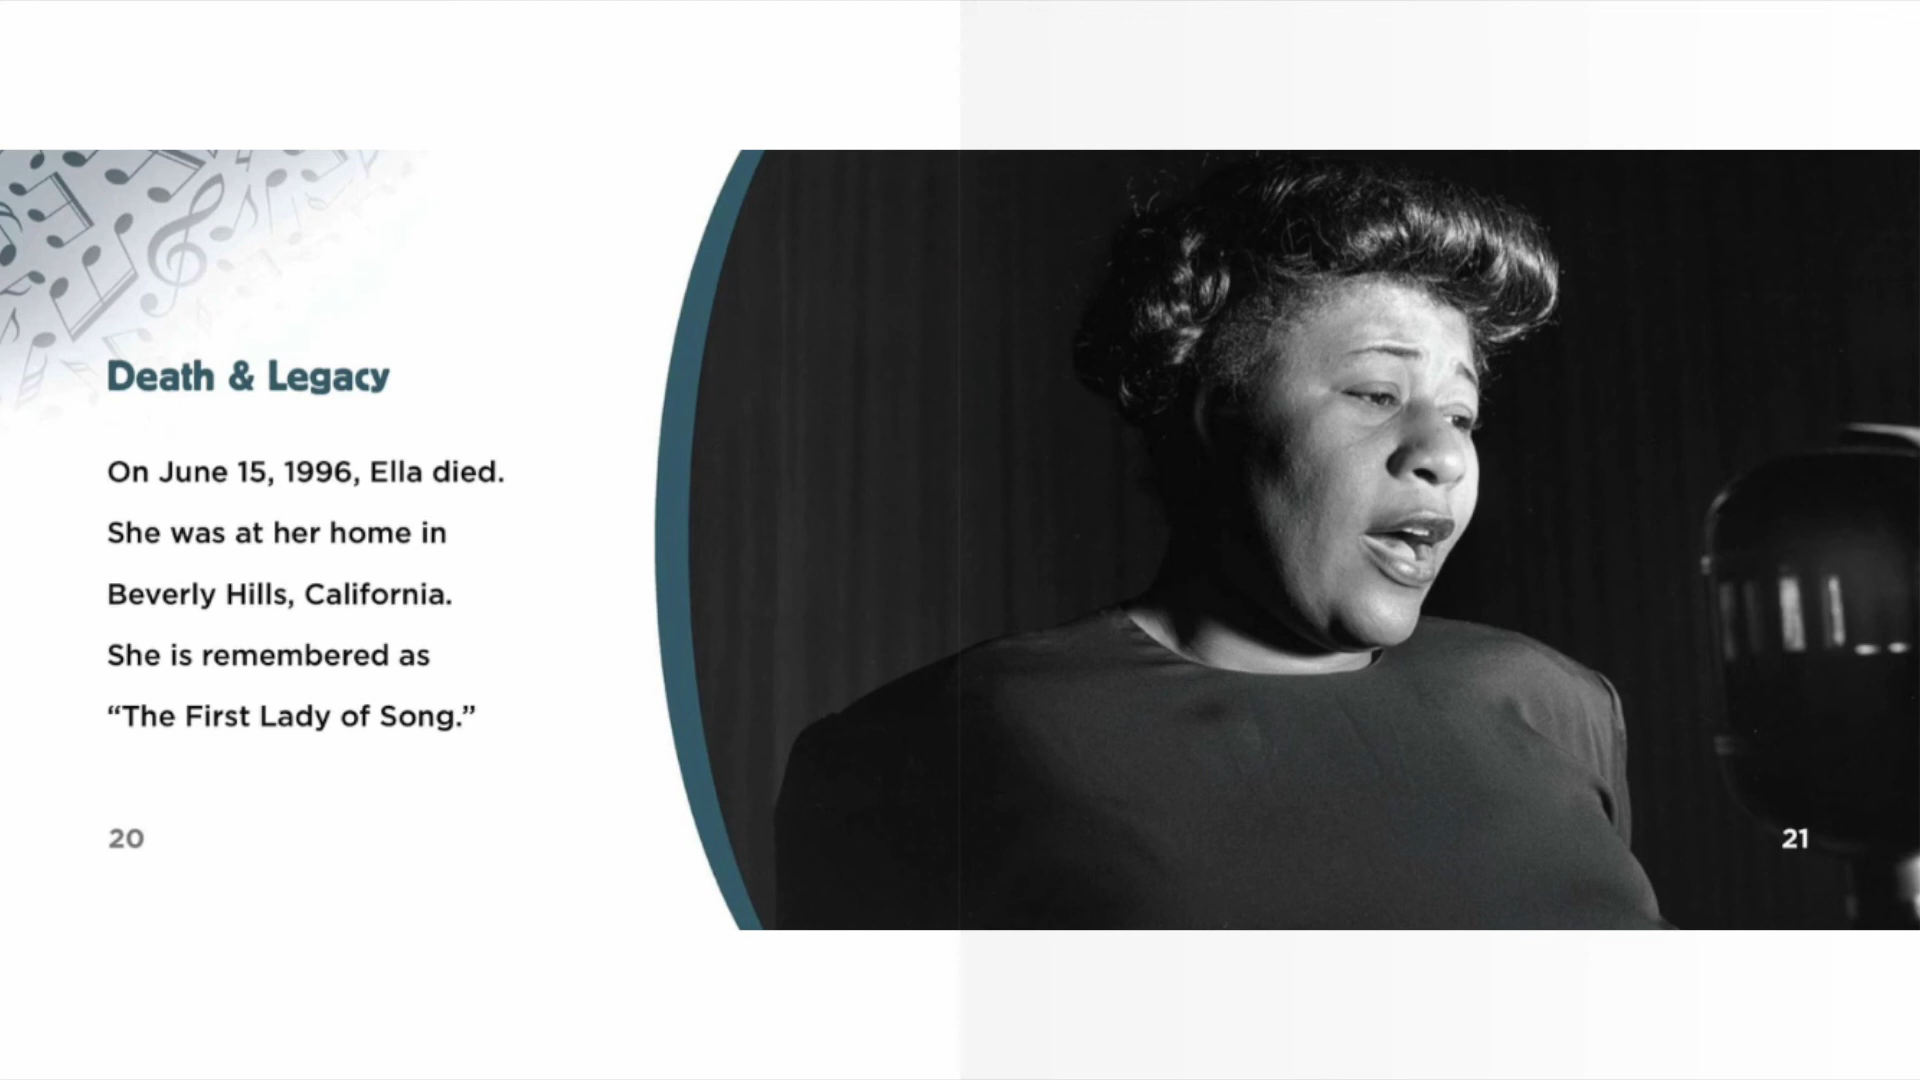 Death & Legacy
On June 15, 1996, Ella died.
She was at her home in
Beverly Hills, California.
She is remembered as
“The First Lady of Song.”
20
21